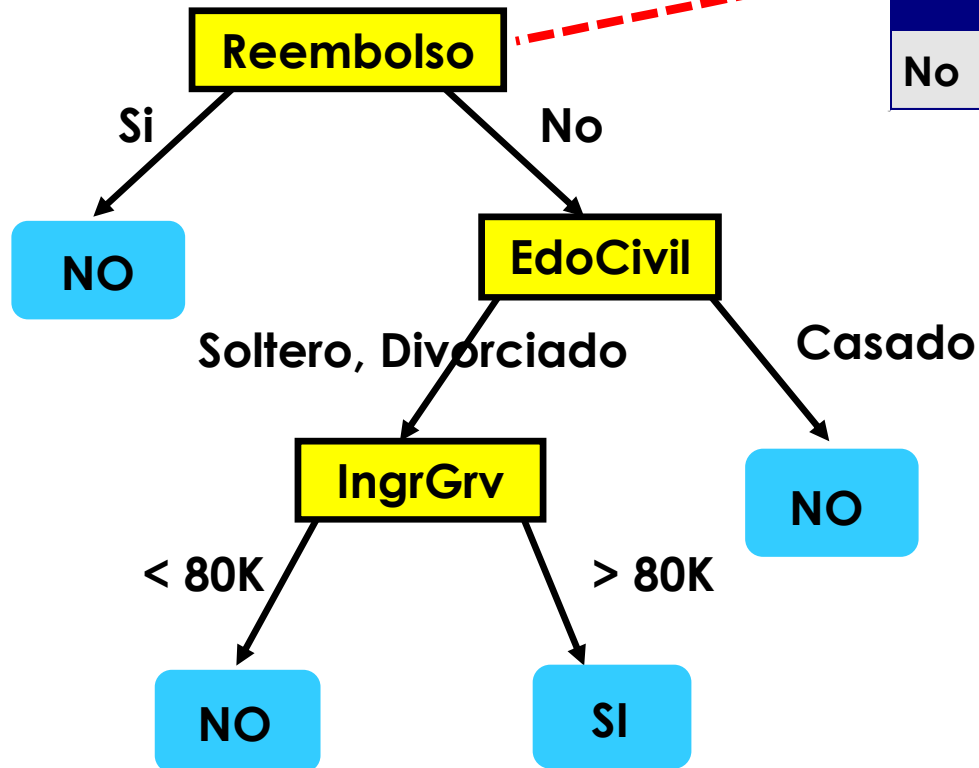 Reembolso
No
Si
No
NO
EdoCivil
Soltero, Divorciado
Casado
IngrGrv
NO
< 80K
> 80K
NO
SI